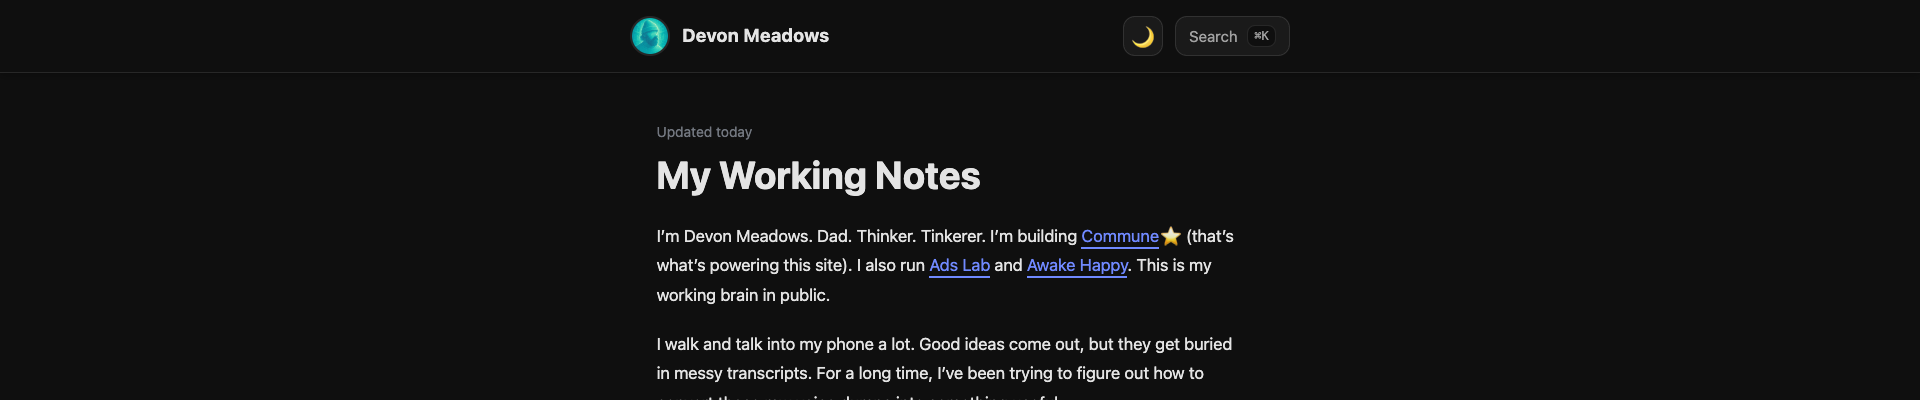 Devon Meadows
Search ⌘K
Updated today
My Working Notes
I’m Devon Meadows. Dad. Thinker. Tinkerer. I’m building Commune⭐ (that’s
what’s powering this site). I also run Ads Lab and Awake Happy. This is my
working brain in public.
I walk and talk into my phone a lot. Good ideas come out, but they get buried
in messy transcripts. For a long time, I’ve been trying to figure out how to